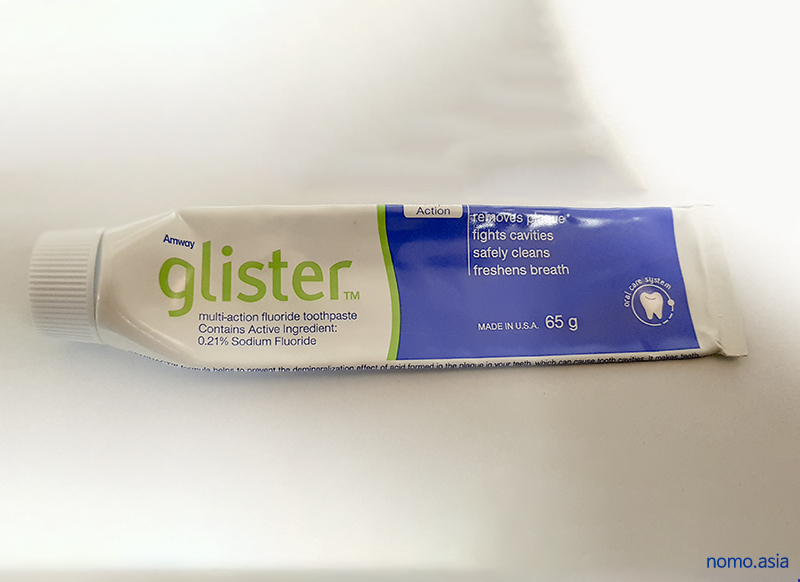 Amway
glister™
multi-action fluoride toothpaste
Contains Active Ingredient:
0.21% Sodium Fluoride
Action
removes plaque
fights cavities
safely cleans
freshens breath
MADE IN U.S.A. 65 g
oral care system
formula helps to prevent the demineralization effect of acid formed in the plaque in your teeth, which can cause tooth cavities. It makes teeth
nomo.asia